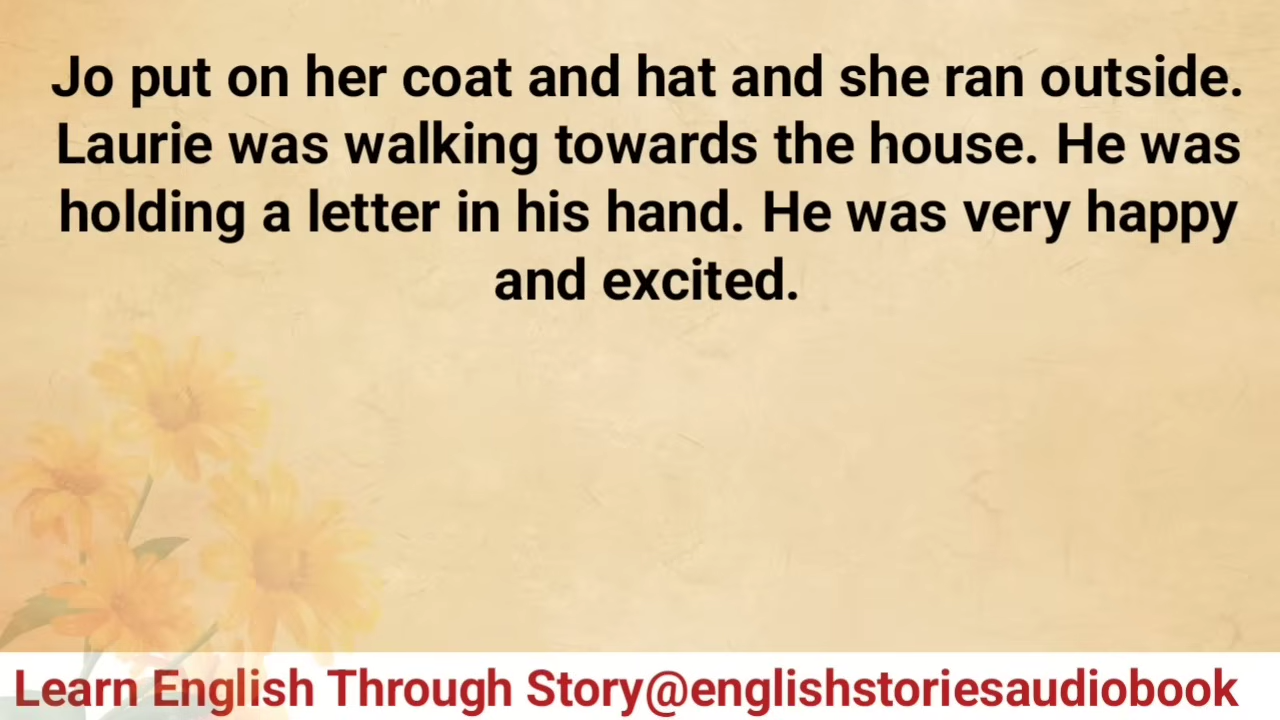 Jo put on her coat and hat and she ran outside.
Laurie was walking towards the house. He was
holding a letter in his hand. He was very happy
and excited.
Learn English Through Story@englishstoriesaudiobook